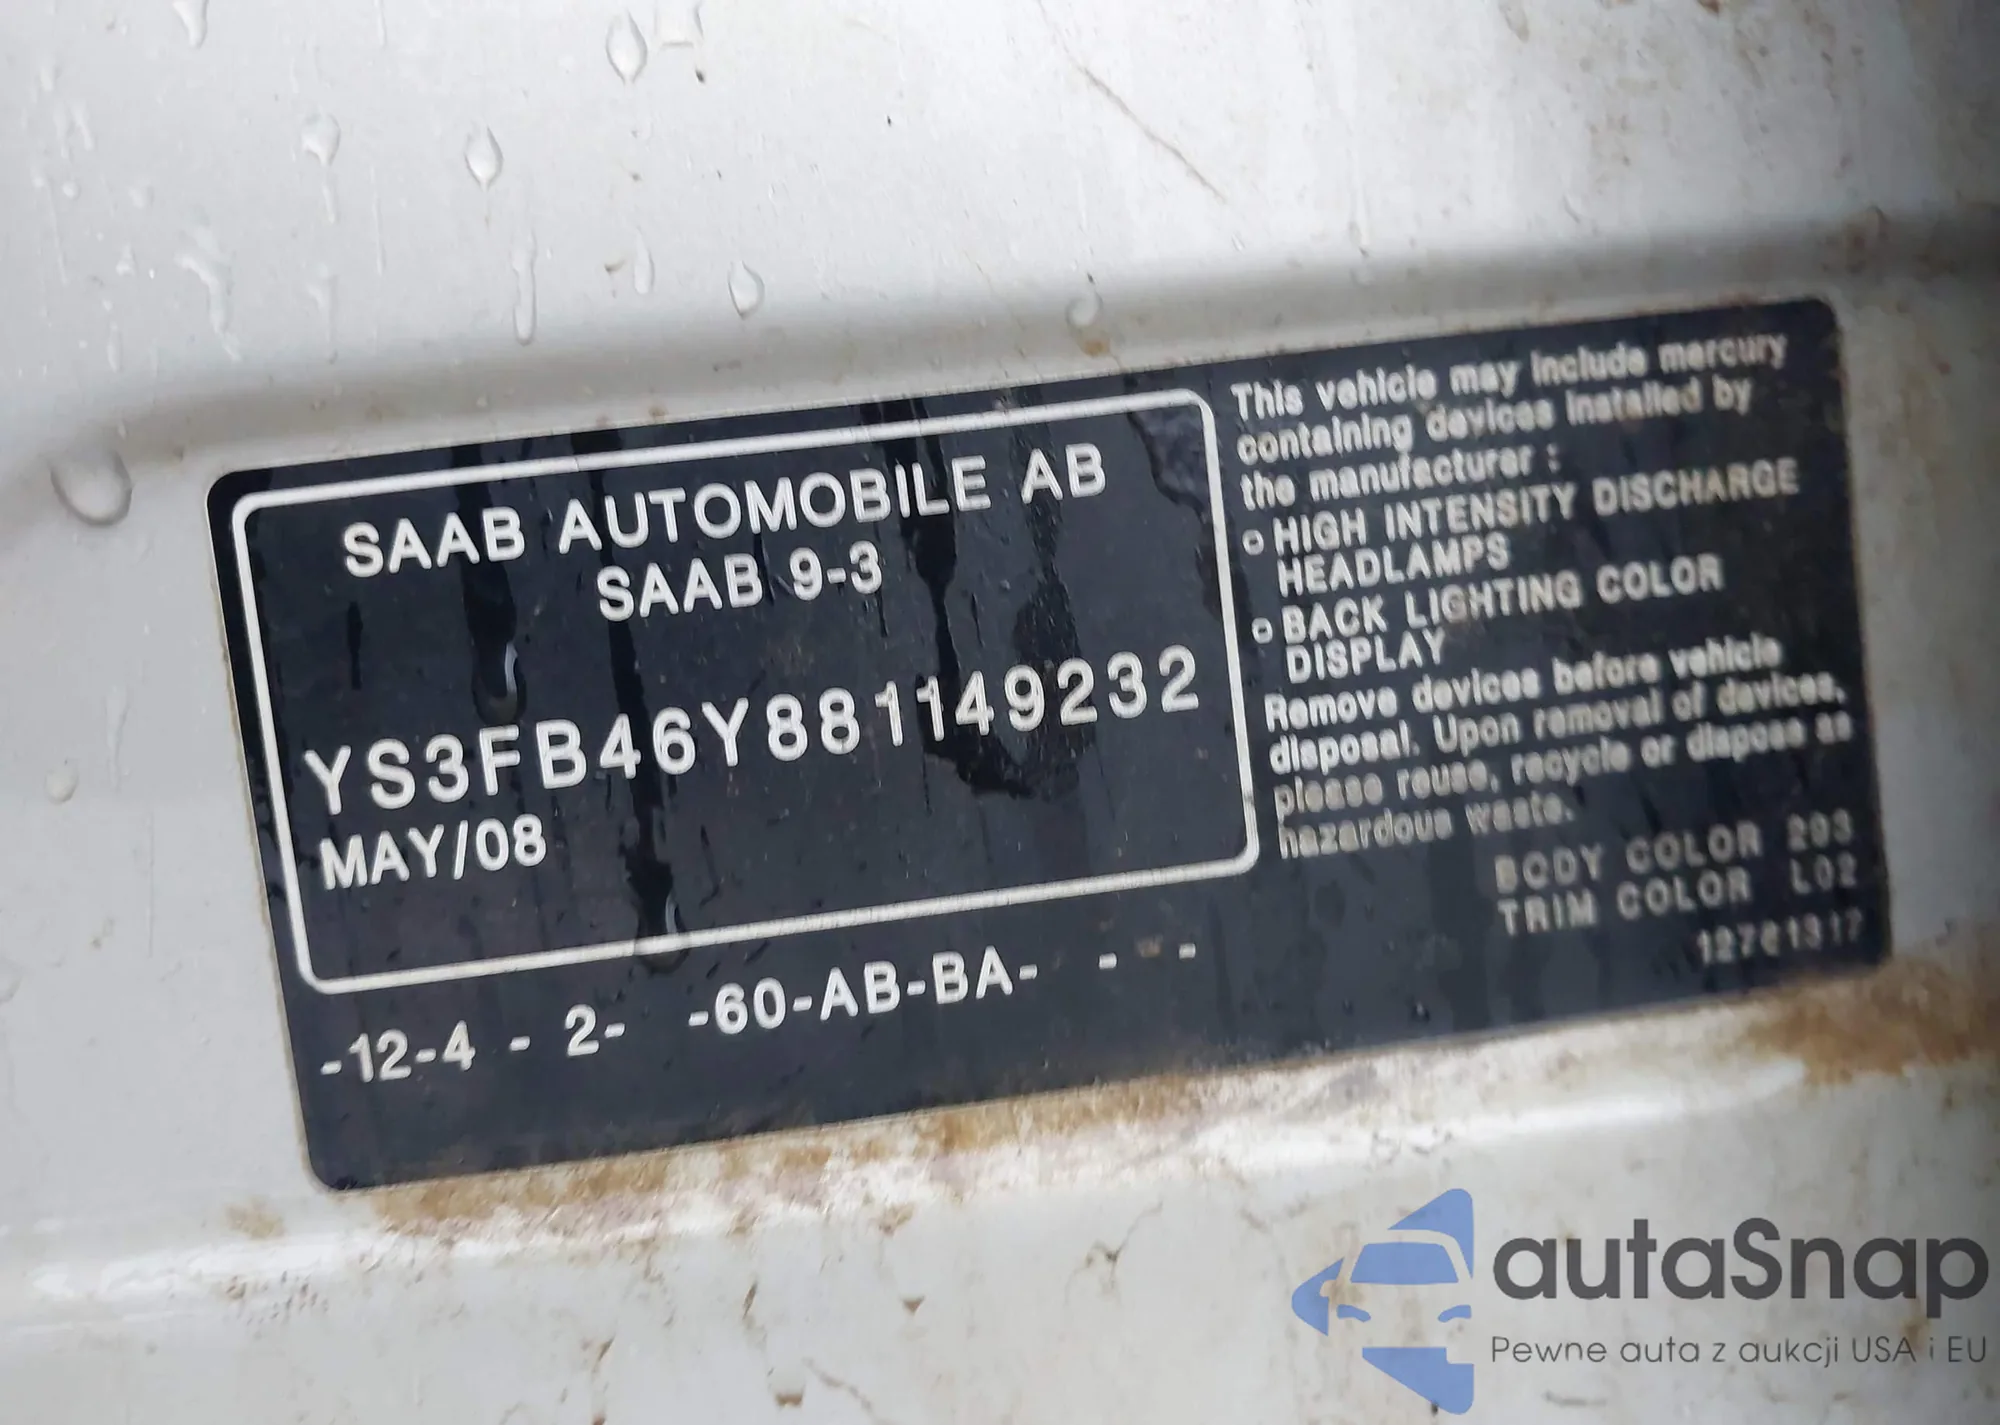 SAAB AUTOMOBILE AB
SAAB 9-3
YS3FB46Y881149232
MAY/08
-12-4 - 2- -60-AB-BA- - -
This vehicle may include mercury
containing devices installed by
the manufacturer :
o HIGH INTENSITY DISCHARGE
HEADLAMPS
o BACK LIGHTING COLOR
DISPLAY
Remove devices before vehicle
disposal. Upon removal of devices,
please reuse, recycle or dispose as
hazardous waste.
BODY COLOR 293
TRIM COLOR L02
autaSnap
Pewne auta z aukcji USA i EU